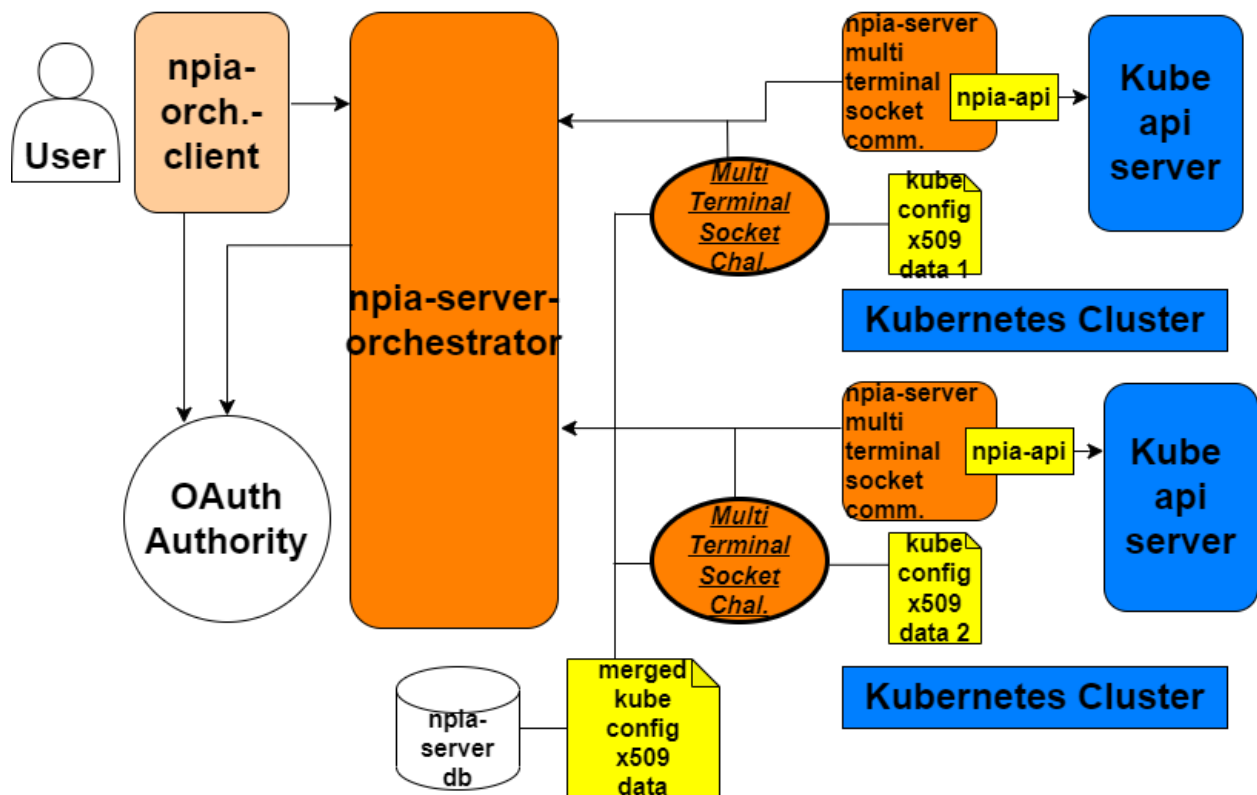 User
npia-
orch.-
client
npia-server-
orchestrator
OAuth
Authority
npia-server
multi
terminal
socket
comm.
npia-api
Kube
api
server
Multi
Terminal
Socket
Chal.
kube
config
x509
data 1
Kubernetes Cluster
npia-server
multi
terminal
socket
comm.
npia-api
Kube
api
server
Multi
Terminal
Socket
Chal.
kube
config
x509
data 2
Kubernetes Cluster
npia-
server
db
merged
kube
config
x509
data